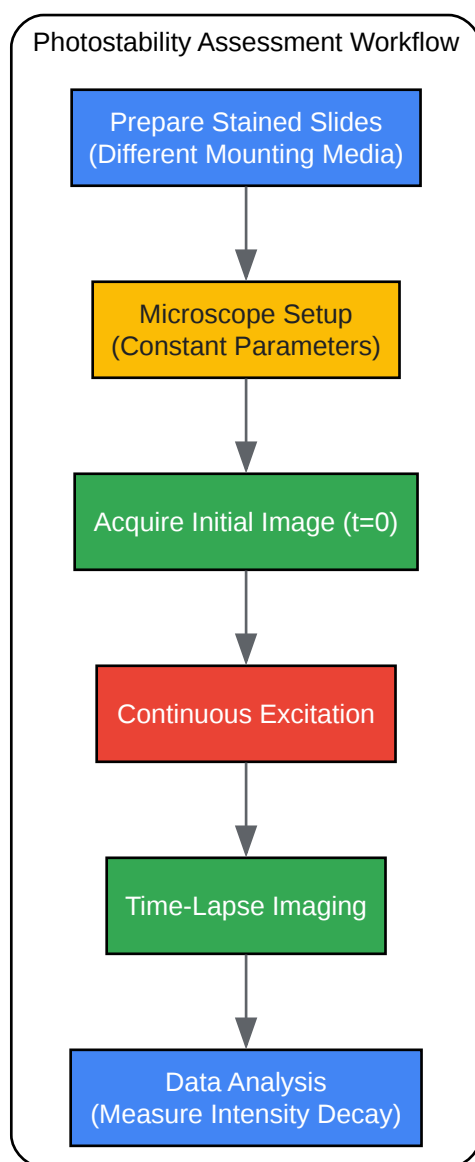 Photostability Assessment Workflow
Prepare Stained Slides
(Different Mounting Media)
Microscope Setup
(Constant Parameters)
Acquire Initial Image (t=0)
Continuous Excitation
Time-Lapse Imaging
Data Analysis
(Measure Intensity Decay)